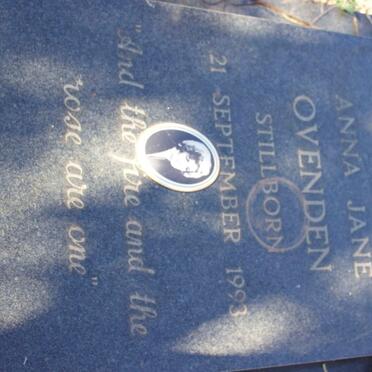 ANNA JANE
OVENDEN
STILLBORN
21 SEPTEMBER 1993
"And the fire and the
rose are one"